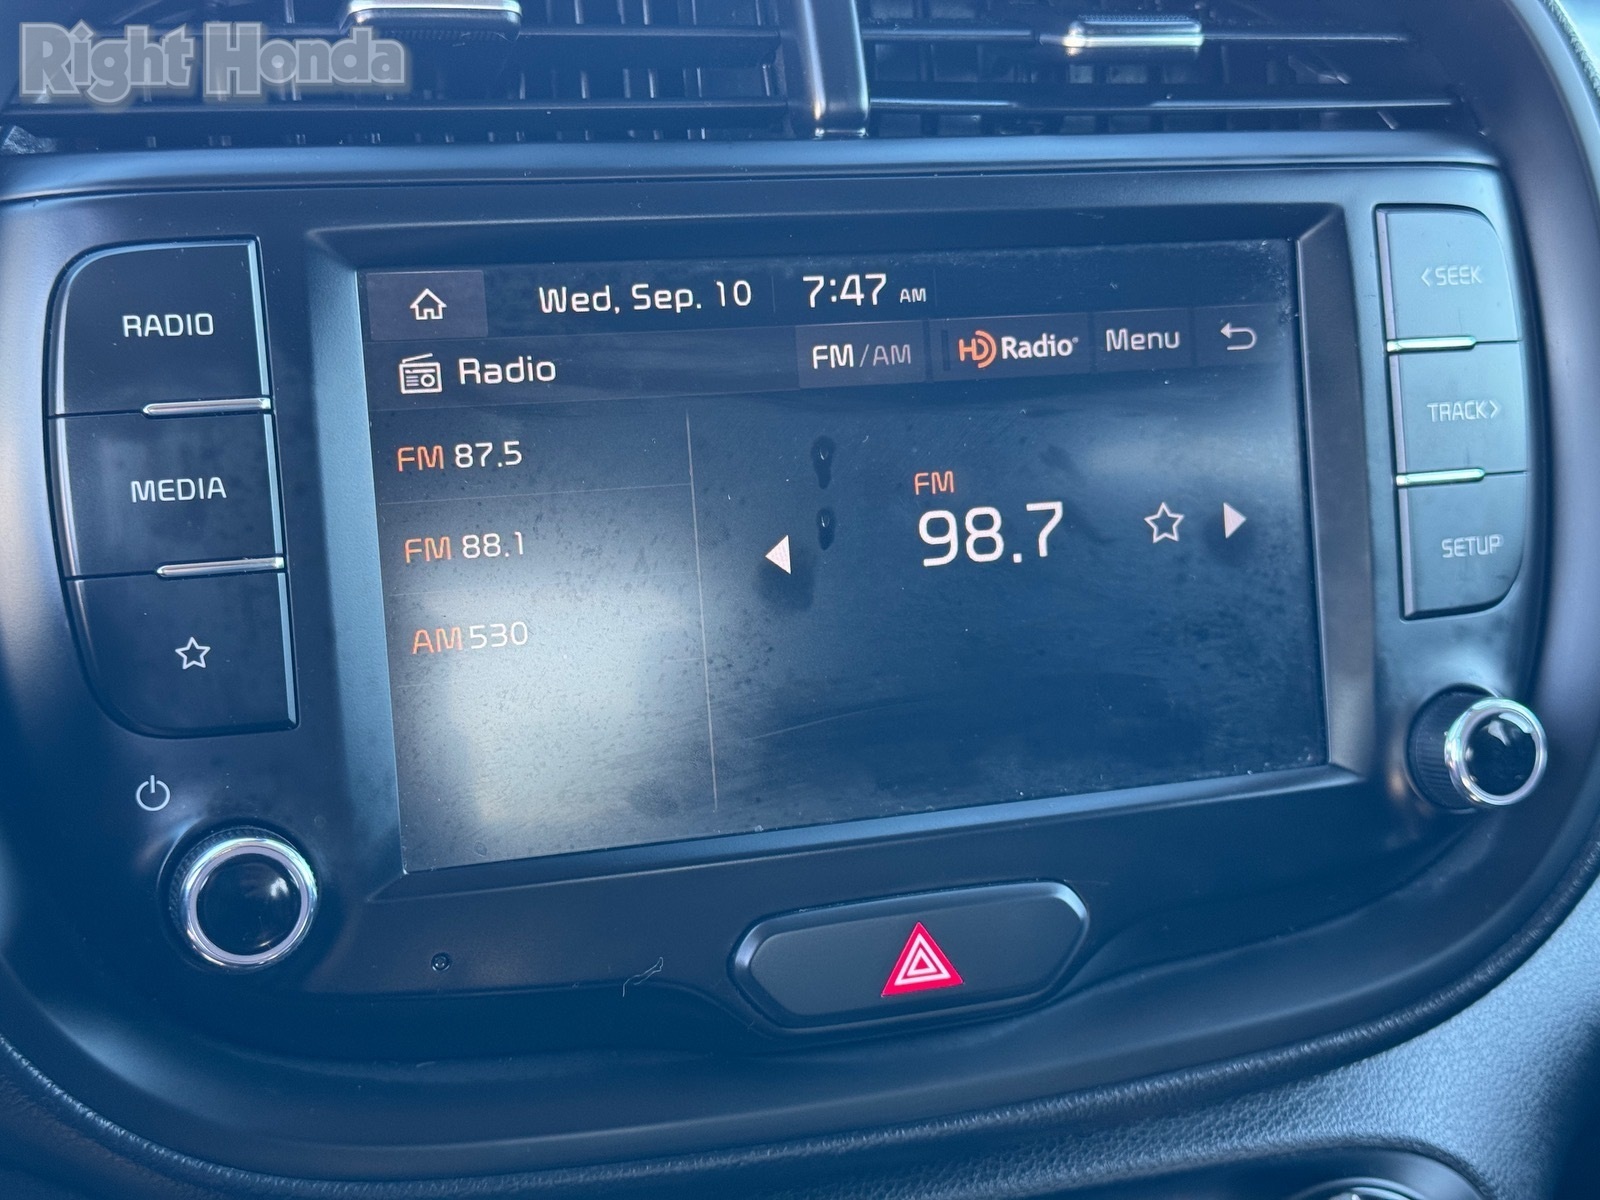 Right Honda
Wed, Sep. 10 7:47 AM
<SEEK
RADIO
FM/AM HD Radio Menu
Radio
TRACK>
FM 87.5
FM
MEDIA
98.7
FM 88.1
SETUP
AM 530